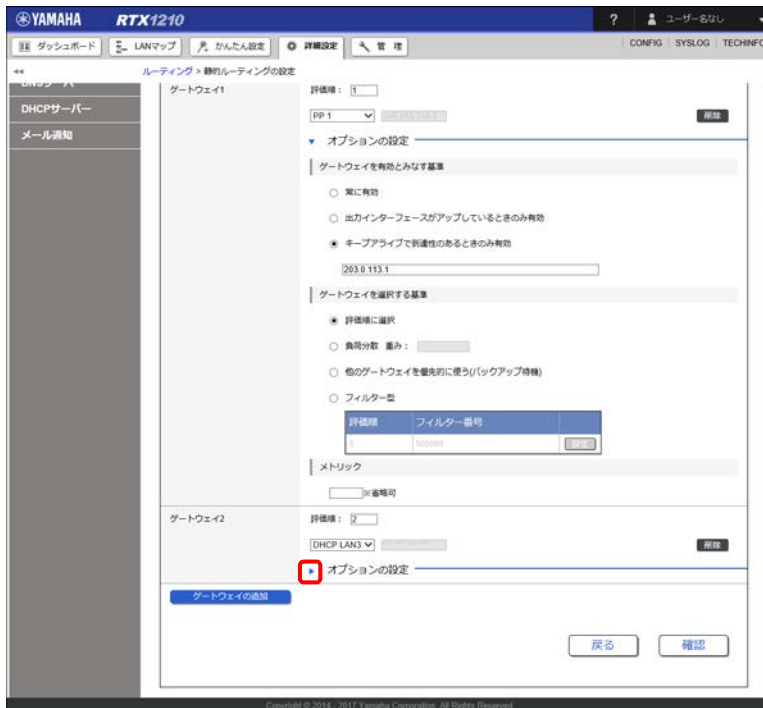 YAMAHA RTX1210 ? ユーザー名なし
ダッシュボード LANマップ かんたん設定 詳細設定 管理 CONFIG SYSLOG TECHINFO
ルーティング > 静的ルーティングの設定
DNSサーバー
ゲートウェイ1 評価順： 1
DHCPサーバー
PP 1 削除
メール通知
オプションの設定
ゲートウェイを有効とみなす基準
常に有効
出力インターフェースがアップしているときのみ有効
キープアライブで到達性のあるときのみ有効
203.0.113.1
ゲートウェイを選択する基準
評価順に選択
負荷分散 重み：
他のゲートウェイを優先的に使う(バックアップ待機)
フィルター型
評価順 フィルター番号
1 500000 設定
メトリック
※省略可
ゲートウェイ2 評価順： 2
DHCP LAN3 削除
オプションの設定
ゲートウェイの追加
戻る 確認
Copyright © 2014 - 2017 Yamaha Corporation. All Rights Reserved.